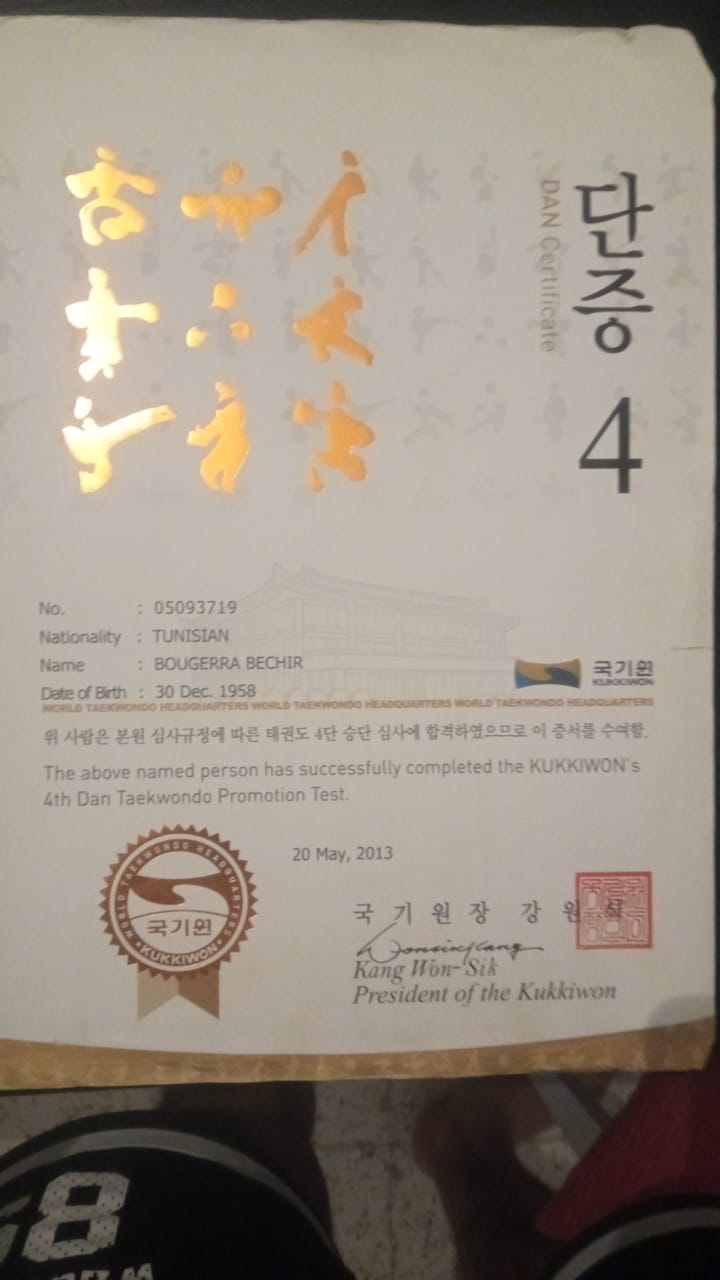 단증
DAN Certificate
4
No. : 05093719
Nationality : TUNISIAN
Name : BOUGERRA BECHIR
Date of Birth : 30 Dec. 1958
국기원
KUKKIWON
WORLD TAEKWONDO HEADQUARTERS WORLD TAEKWONDO HEADQUARTERS WORLD TAEKWONDO HEADQUARTERS
위 사람은 본원 심사규정에 따른 태권도 4단 승단 심사에 합격하였으므로 이 증서를 수여함.
The above named person has successfully completed the KUKKIWON's
4th Dan Taekwondo Promotion Test.
20 May, 2013
WORLD TAEKWONDO HEADQUARTERS
국기원
KUKKIWON
국 기 원 장 강 원 식
Kang Won-Sik
President of the Kukkiwon
8